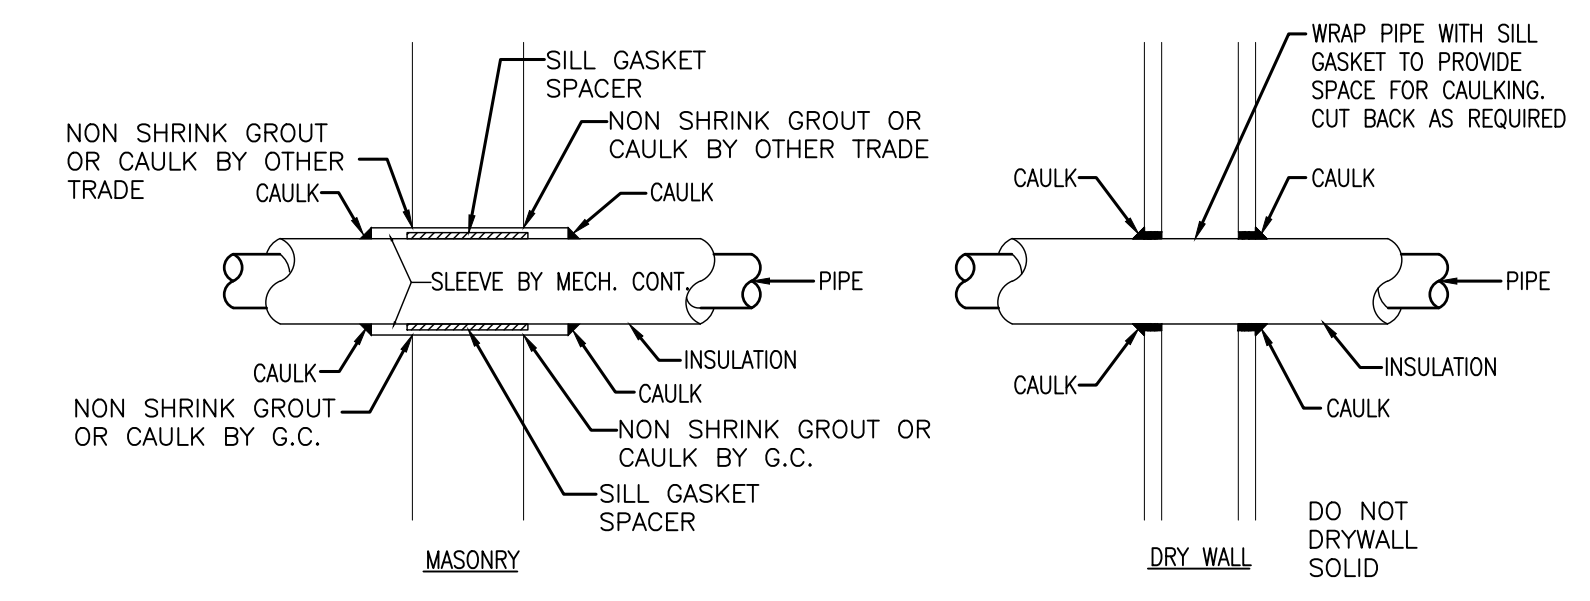 SILL GASKET
SPACER
NON SHRINK GROUT
OR CAULK BY OTHER
TRADE
NON SHRINK GROUT OR
CAULK BY OTHER TRADE
CAULK
CAULK
SLEEVE BY MECH. CONT.
PIPE
INSULATION
CAULK
CAULK
NON SHRINK GROUT
OR CAULK BY G.C.
NON SHRINK GROUT OR
CAULK BY G.C.
SILL GASKET
SPACER
MASONRY
WRAP PIPE WITH SILL
GASKET TO PROVIDE
SPACE FOR CAULKING.
CUT BACK AS REQUIRED
CAULK
CAULK
PIPE
INSULATION
CAULK
CAULK
DO NOT
DRYWALL
SOLID
DRY WALL